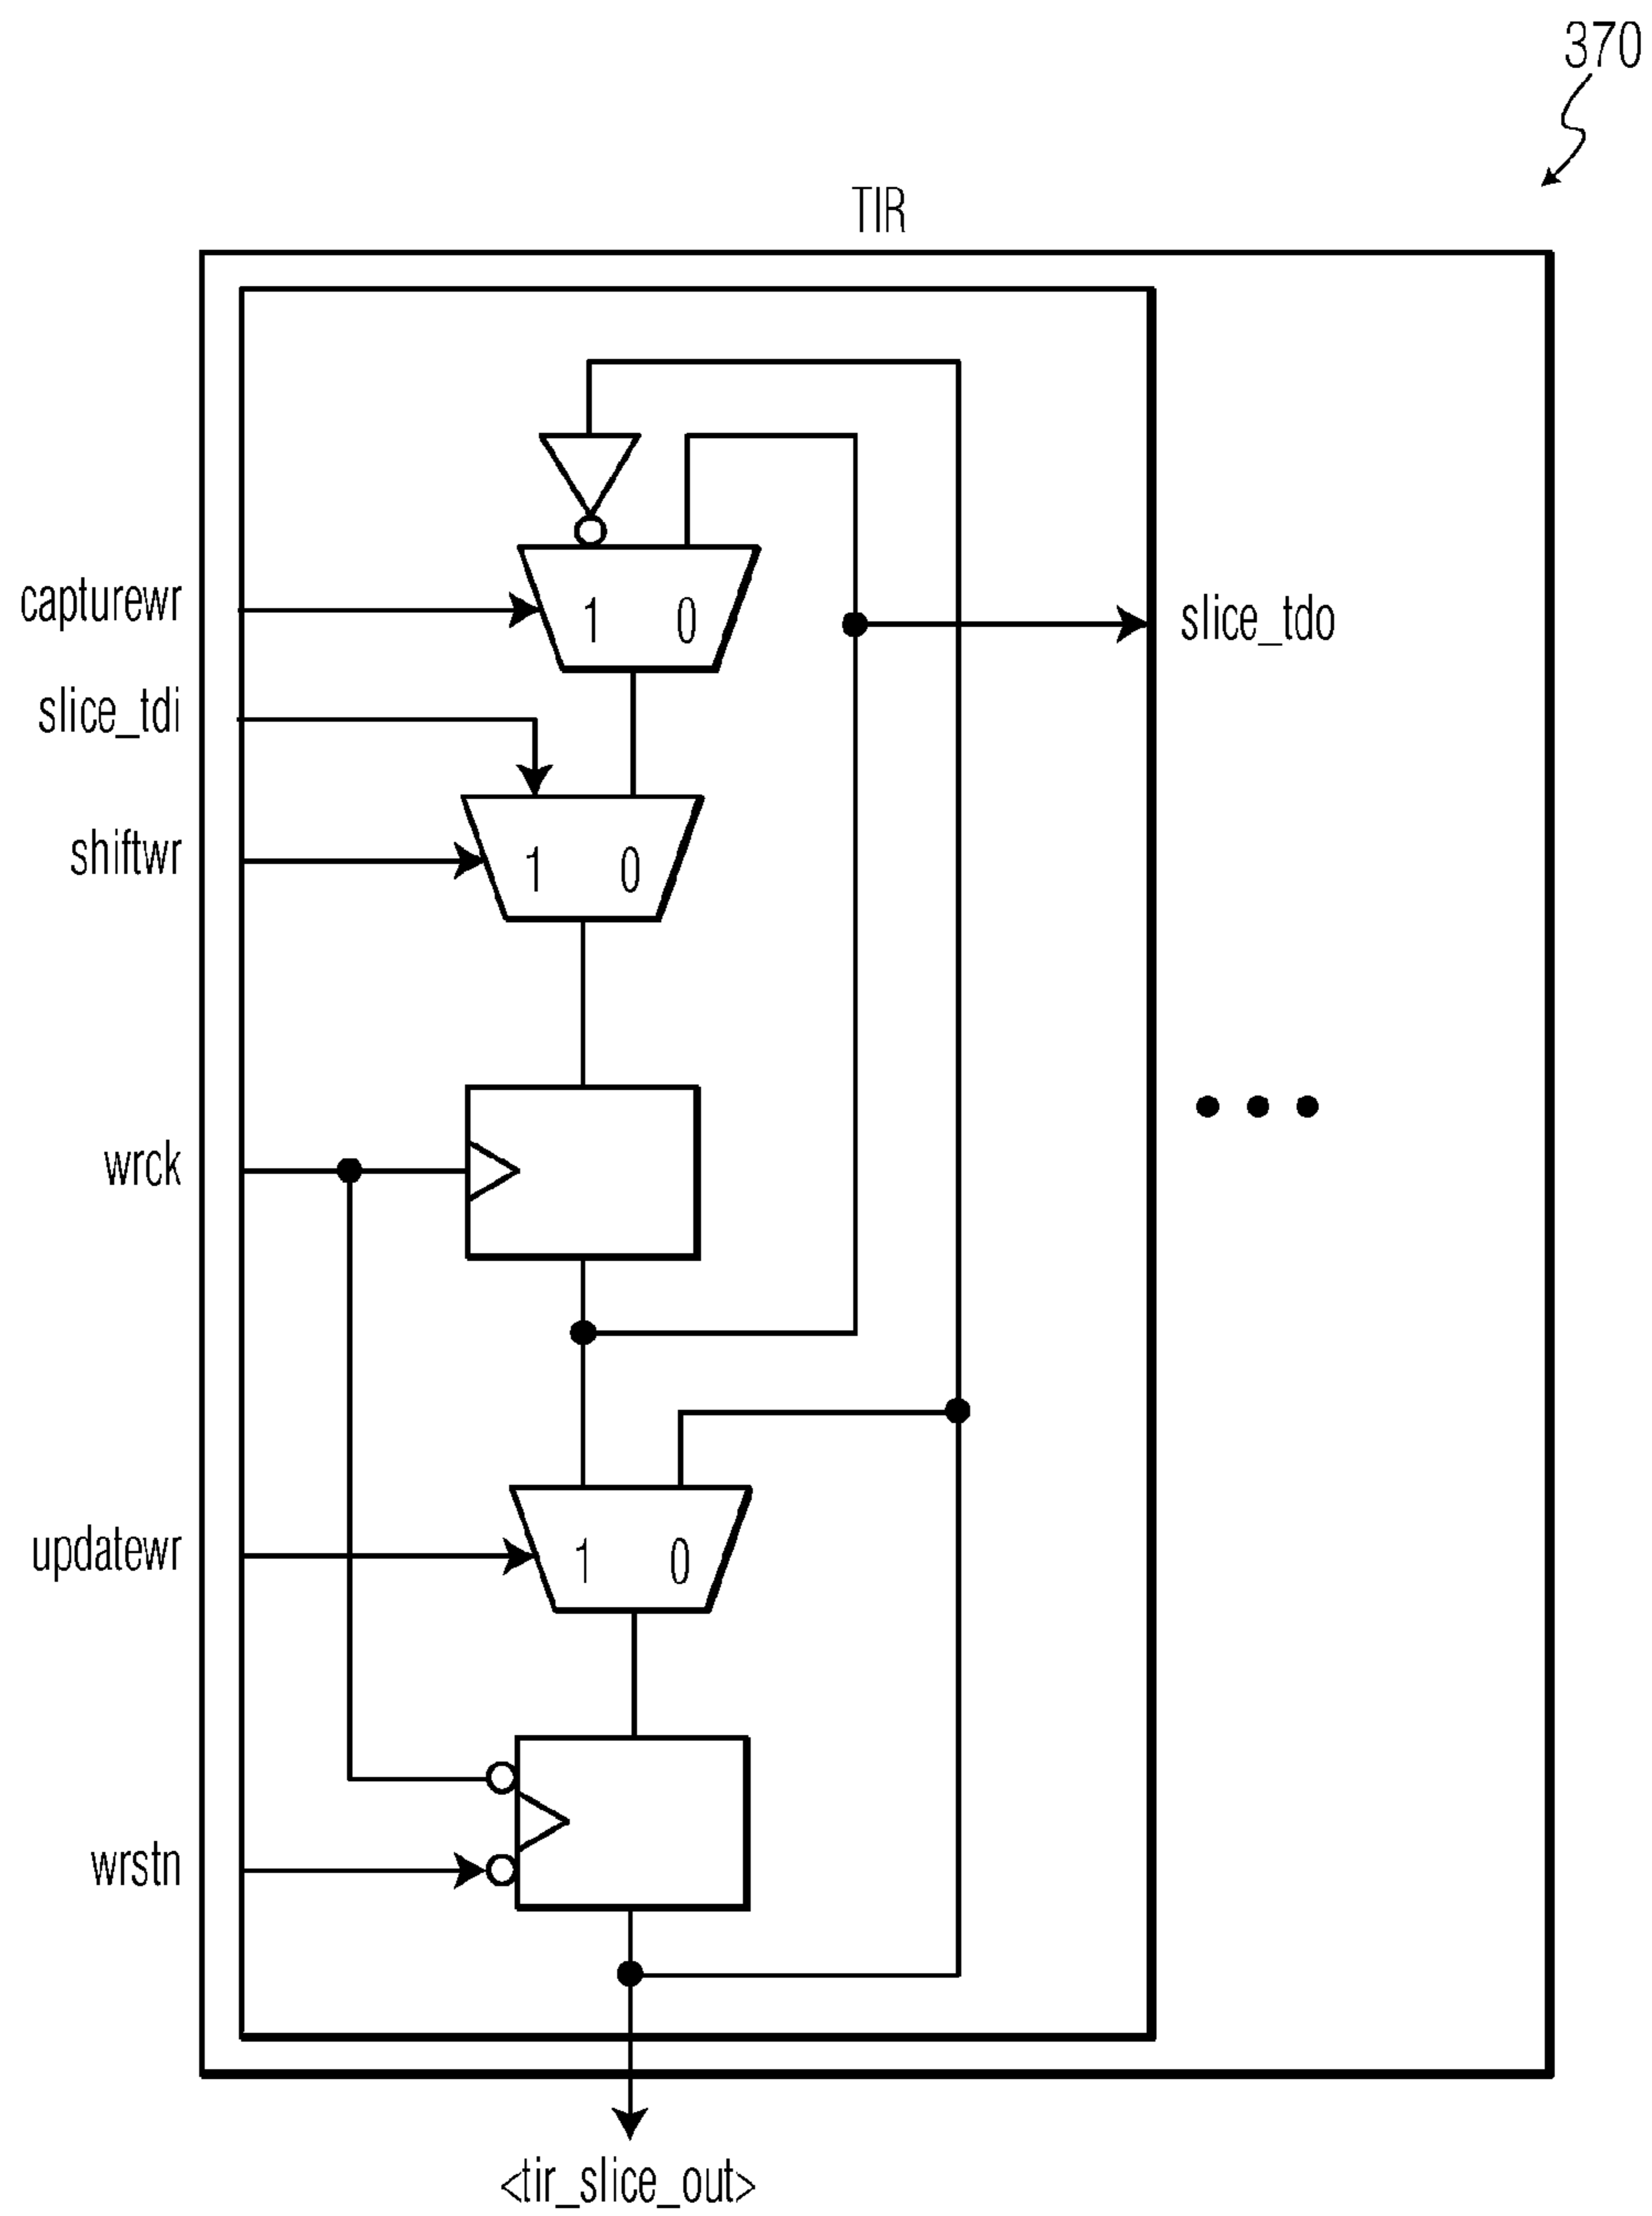 370
TIR
capturewr
1 0
slice_tdo
slice_tdi
shiftwr
1 0
wrck
updatewr
1 0
wrstn
<tir_slice_out>